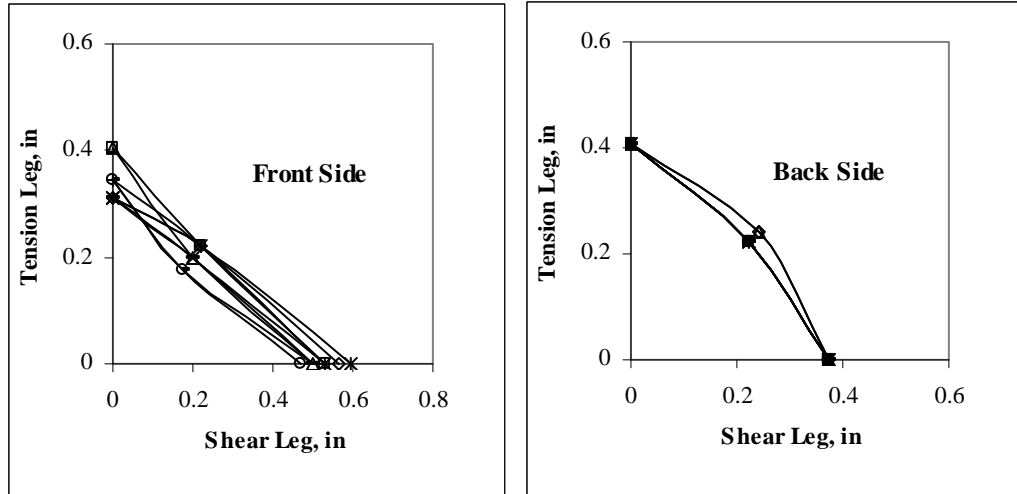 0.6
0.4
0.2
0
Tension Leg, in
Front Side
0 0.2 0.4 0.6 0.8
Shear Leg, in
0.6
0.4
0.2
0
Tension Leg, in
Back Side
0 0.2 0.4 0.6
Shear Leg, in